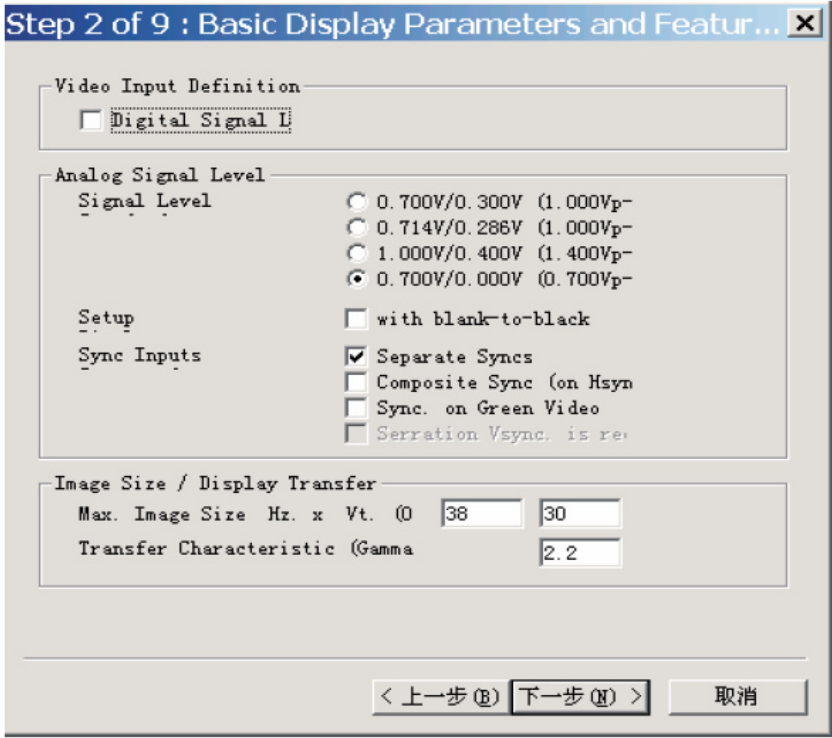 Step 2 of 9 : Basic Display Parameters and Featur...
Video Input Definition
Digital Signal L
Analog Signal Level
Signal Level
0.700V/0.300V (1.000Vp-
0.714V/0.286V (1.000Vp-
1.000V/0.400V (1.400Vp-
0.700V/0.000V (0.700Vp-
Setup
with blank-to-black
Sync Inputs
Separate Syncs
Composite Sync (on Hsyn
Sync. on Green Video
Serration Vsync. is re
Image Size / Display Transfer
Max. Image Size Hz. x Vt. (0 38 30
Transfer Characteristic (Gamma 2.2
< 上一步(B) 下一步(N) > 取消